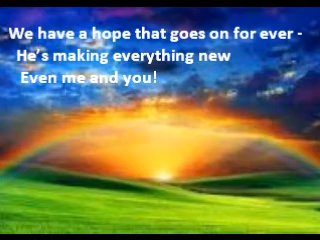 We have a hope that goes on for ever -
He's making everything new
Even me and you!